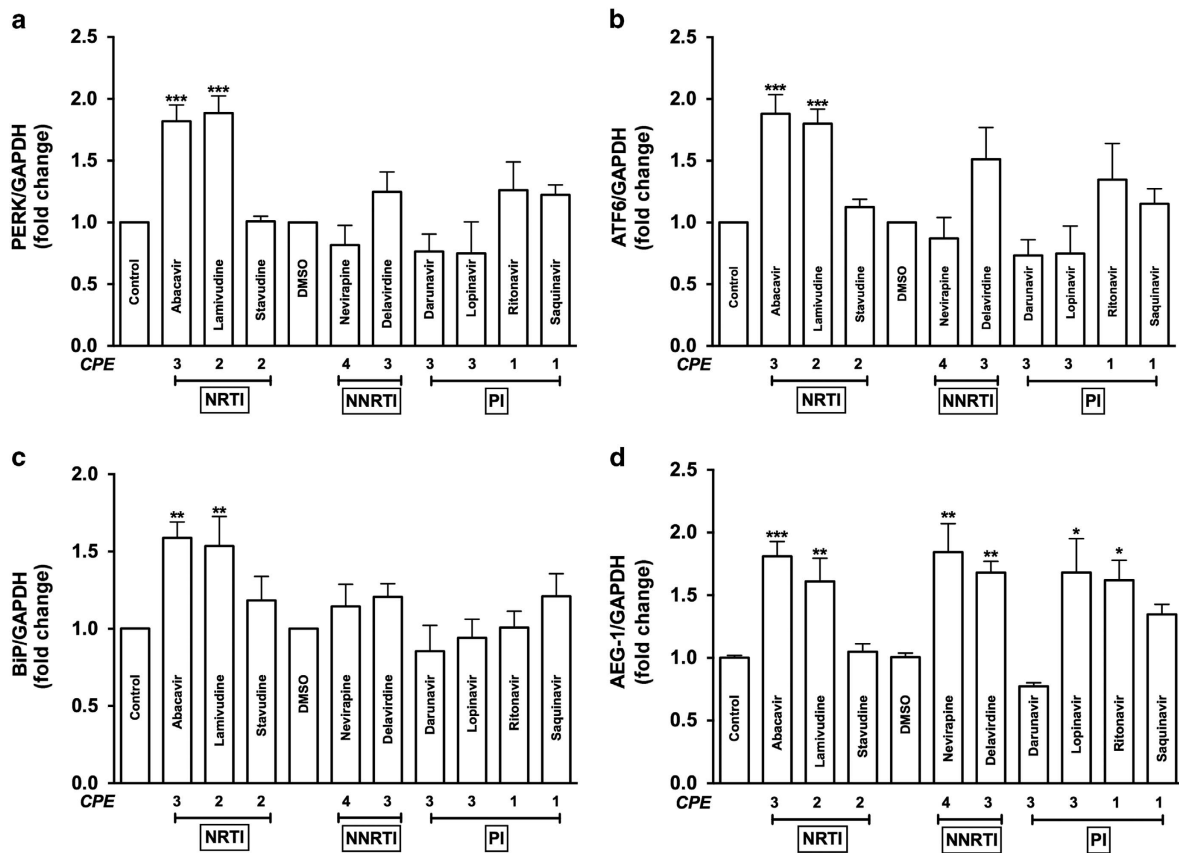 a
PERK/GAPDH
(fold change)
2.5
2.0
1.5
1.0
0.5
0.0
*** ***
Control Abacavir Lamivudine Stavudine DMSO Nevirapine Delavirdine Darunavir Lopinavir Ritonavir Saquinavir
CPE 3 2 2 4 3 3 3 1 1
NRTI NNRTI PI
b
ATF6/GAPDH
(fold change)
2.5
2.0
1.5
1.0
0.5
0.0
*** ***
Control Abacavir Lamivudine Stavudine DMSO Nevirapine Delavirdine Darunavir Lopinavir Ritonavir Saquinavir
CPE 3 2 2 4 3 3 3 1 1
NRTI NNRTI PI
c
BiP/GAPDH
(fold change)
2.0
1.5
1.0
0.5
0.0
** **
Control Abacavir Lamivudine Stavudine DMSO Nevirapine Delavirdine Darunavir Lopinavir Ritonavir Saquinavir
CPE 3 2 2 4 3 3 3 1 1
NRTI NNRTI PI
d
AEG-1/GAPDH
(fold change)
2.5
2.0
1.5
1.0
0.5
0.0
*** ** ** ** * *
Control Abacavir Lamivudine Stavudine DMSO Nevirapine Delavirdine Darunavir Lopinavir Ritonavir Saquinavir
CPE 3 2 2 4 3 3 3 1 1
NRTI NNRTI PI